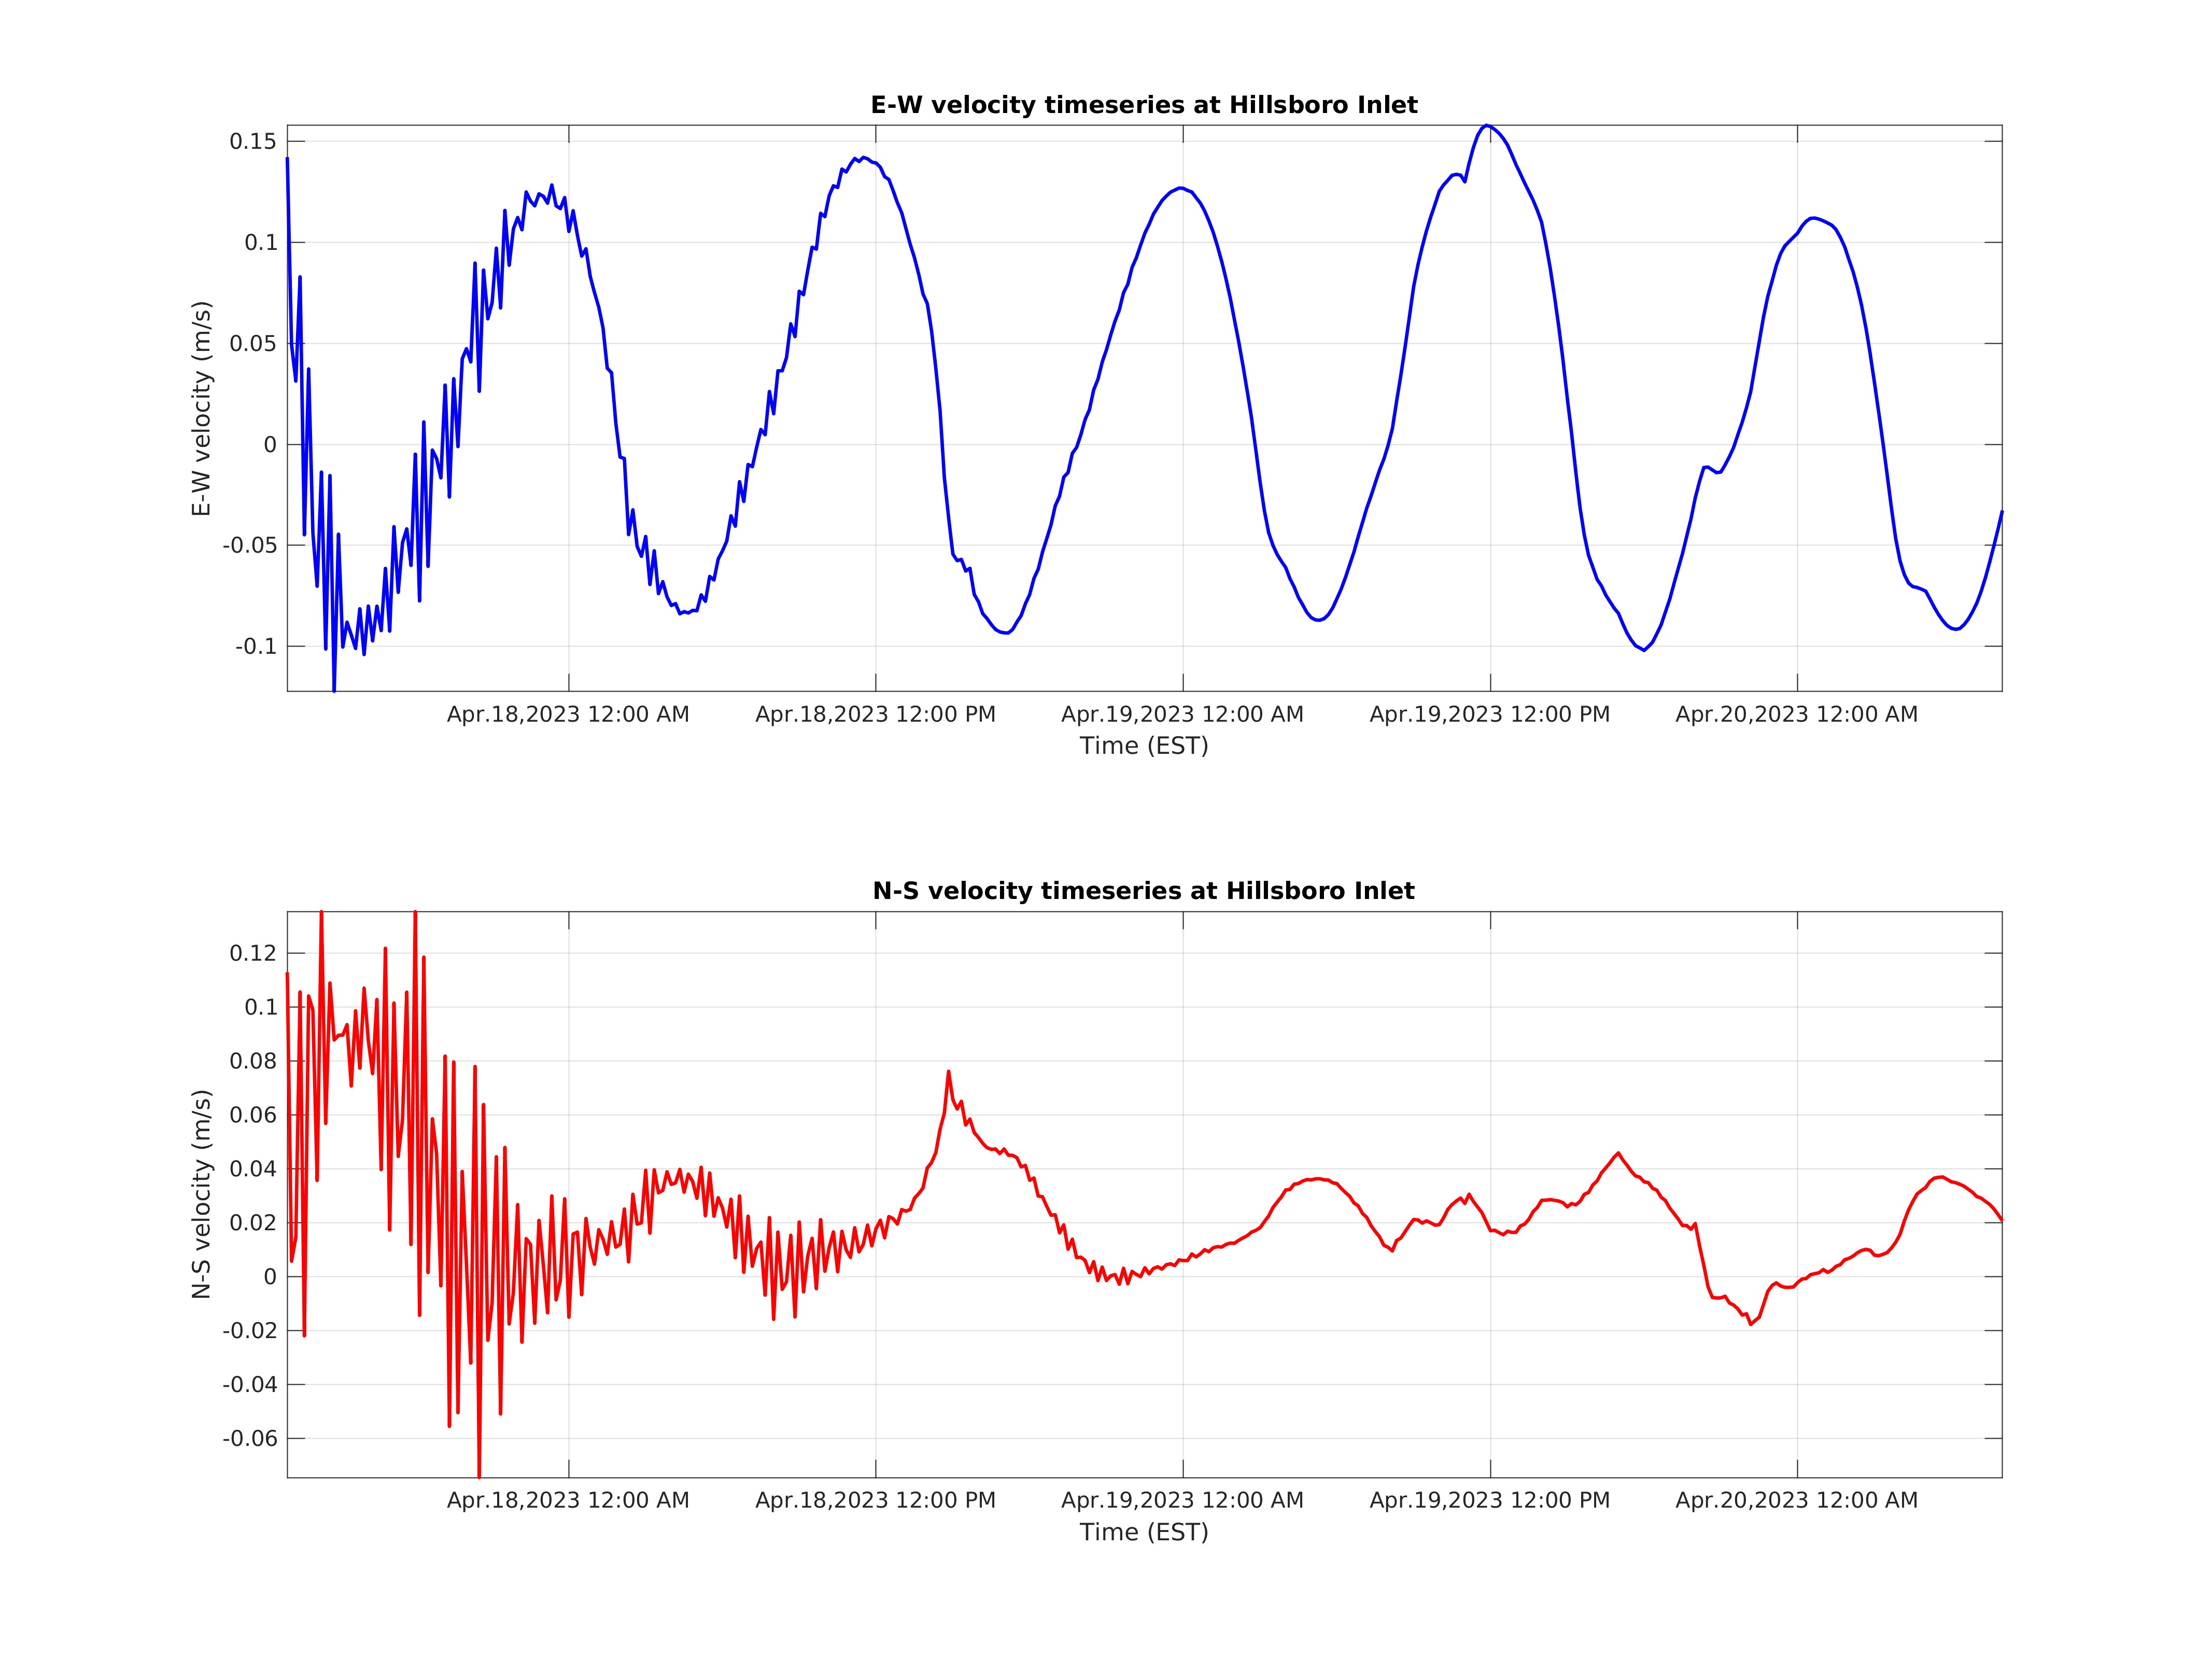 E-W velocity timeseries at Hillsboro Inlet
0.15
0.1
0.05
0
-0.05
-0.1
E-W velocity (m/s)
Apr.18,2023 12:00 AM Apr.18,2023 12:00 PM Apr.19,2023 12:00 AM Apr.19,2023 12:00 PM Apr.20,2023 12:00 AM
Time (EST)
N-S velocity timeseries at Hillsboro Inlet
0.12
0.1
0.08
0.06
0.04
0.02
0
-0.02
-0.04
-0.06
N-S velocity (m/s)
Apr.18,2023 12:00 AM Apr.18,2023 12:00 PM Apr.19,2023 12:00 AM Apr.19,2023 12:00 PM Apr.20,2023 12:00 AM
Time (EST)